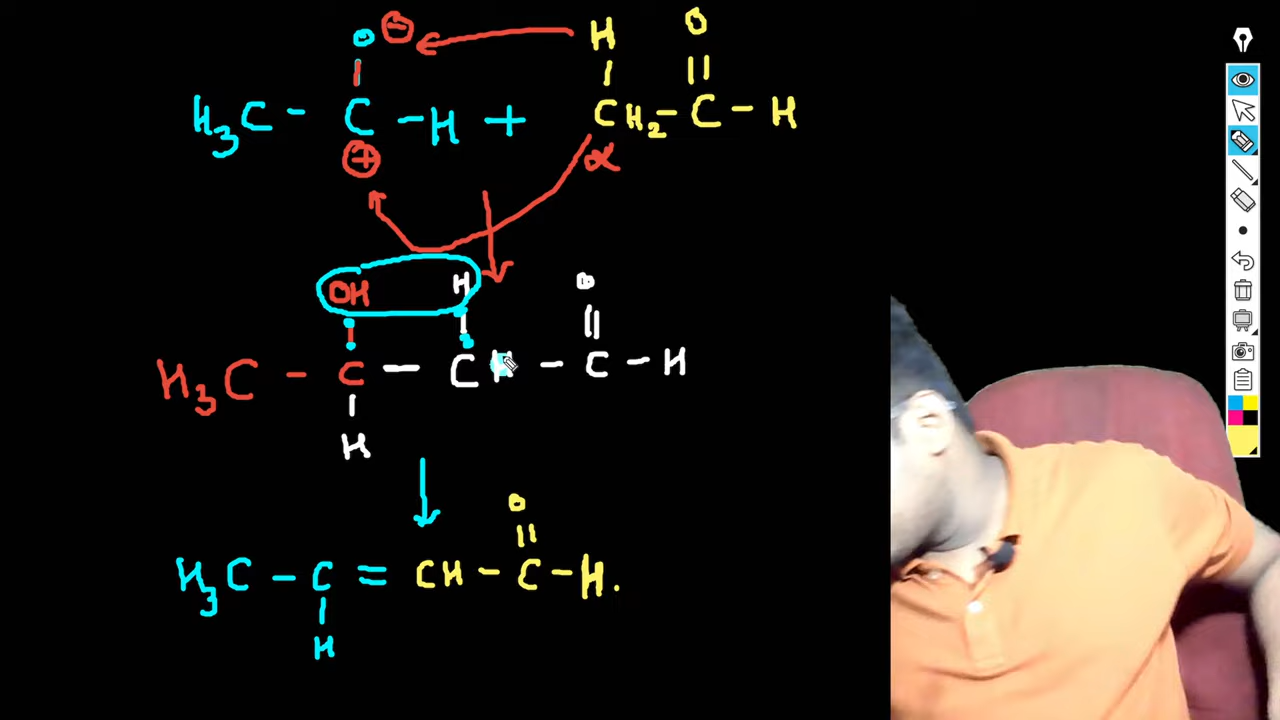 O ⊖ H O
| | ||
H₃C - C - H + CH₂ - C - H
⊕ α
OH H O
| | ||
H₃C - C - CH - C - H
|
H
O
||
H₃C - C = CH - C - H.
|
H